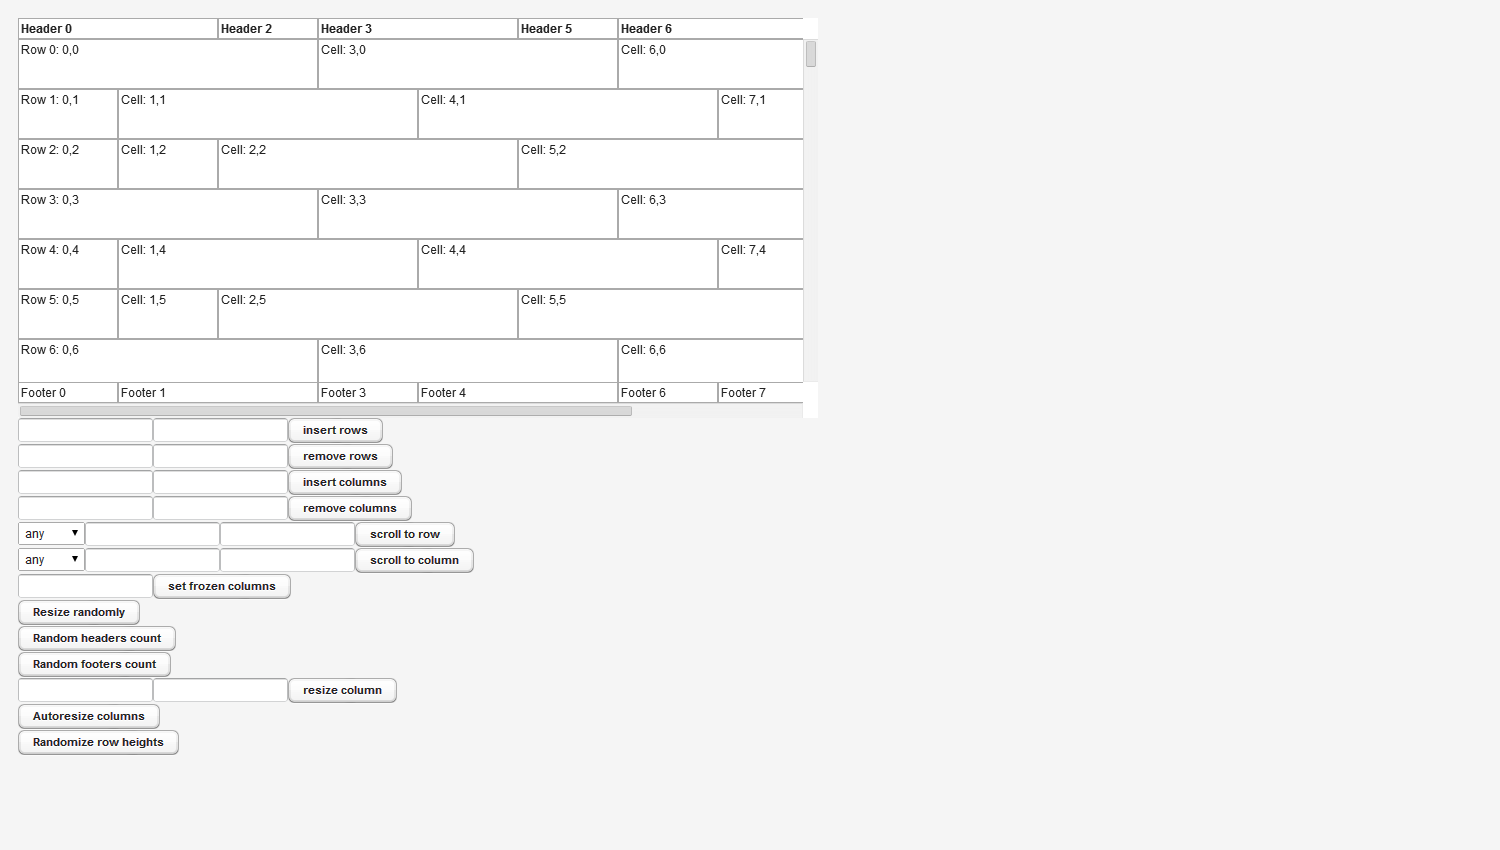 Header 0 Header 2 Header 3 Header 5 Header 6
Row 0: 0,0 Cell: 3,0 Cell: 6,0
Row 1: 0,1 Cell: 1,1 Cell: 4,1 Cell: 7,1
Row 2: 0,2 Cell: 1,2 Cell: 2,2 Cell: 5,2
Row 3: 0,3 Cell: 3,3 Cell: 6,3
Row 4: 0,4 Cell: 1,4 Cell: 4,4 Cell: 7,4
Row 5: 0,5 Cell: 1,5 Cell: 2,5 Cell: 5,5
Row 6: 0,6 Cell: 3,6 Cell: 6,6
Footer 0 Footer 1 Footer 3 Footer 4 Footer 6 Footer 7
insert rows
remove rows
insert columns
remove columns
any scroll to row
any scroll to column
set frozen columns
Resize randomly
Random headers count
Random footers count
resize column
Autoresize columns
Randomize row heights